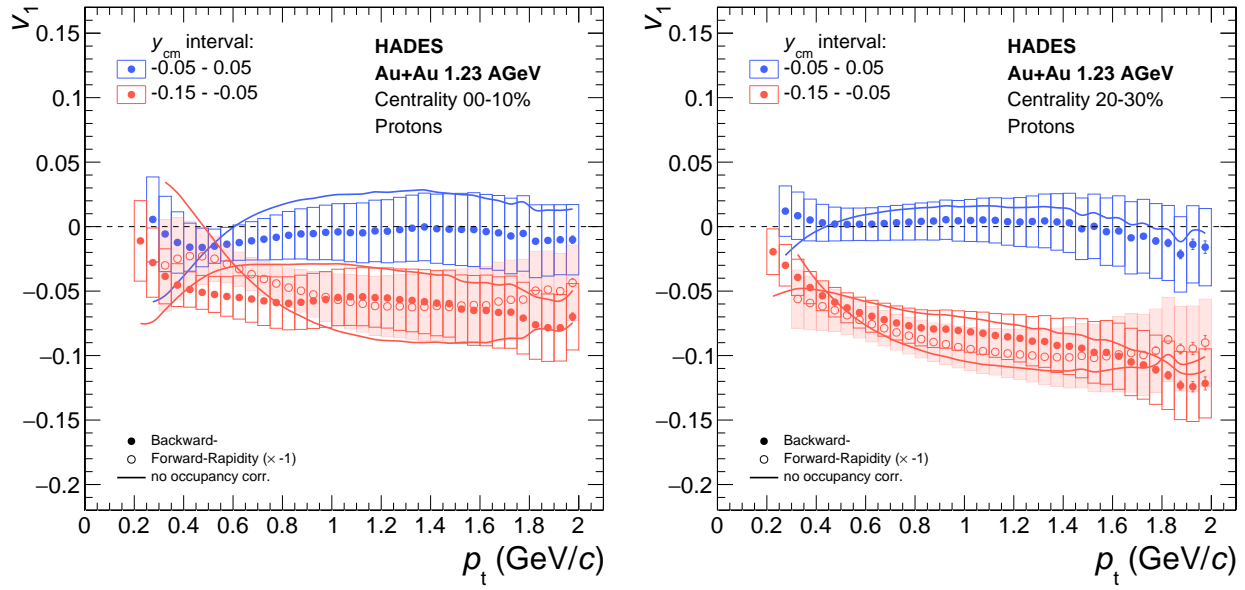 v1
0.15
0.1
0.05
0
−0.05
−0.1
−0.15
−0.2
ycm interval:
-0.05 - 0.05
-0.15 - -0.05
HADES
Au+Au 1.23 AGeV
Centrality 00-10%
Protons
Backward-
Forward-Rapidity (× -1)
no occupancy corr.
0 0.2 0.4 0.6 0.8 1 1.2 1.4 1.6 1.8 2
pt (GeV/c)
v1
0.15
0.1
0.05
0
−0.05
−0.1
−0.15
−0.2
ycm interval:
-0.05 - 0.05
-0.15 - -0.05
HADES
Au+Au 1.23 AGeV
Centrality 20-30%
Protons
Backward-
Forward-Rapidity (× -1)
no occupancy corr.
0 0.2 0.4 0.6 0.8 1 1.2 1.4 1.6 1.8 2
pt (GeV/c)